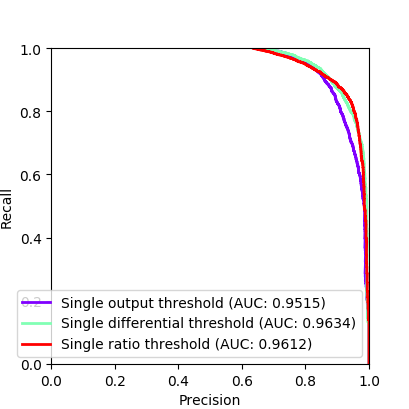 1.0
0.8
0.6
0.4
0.2
0.0
Recall
Single output threshold (AUC: 0.9515)
Single differential threshold (AUC: 0.9634)
Single ratio threshold (AUC: 0.9612)
0.0 0.2 0.4 0.6 0.8 1.0
Precision